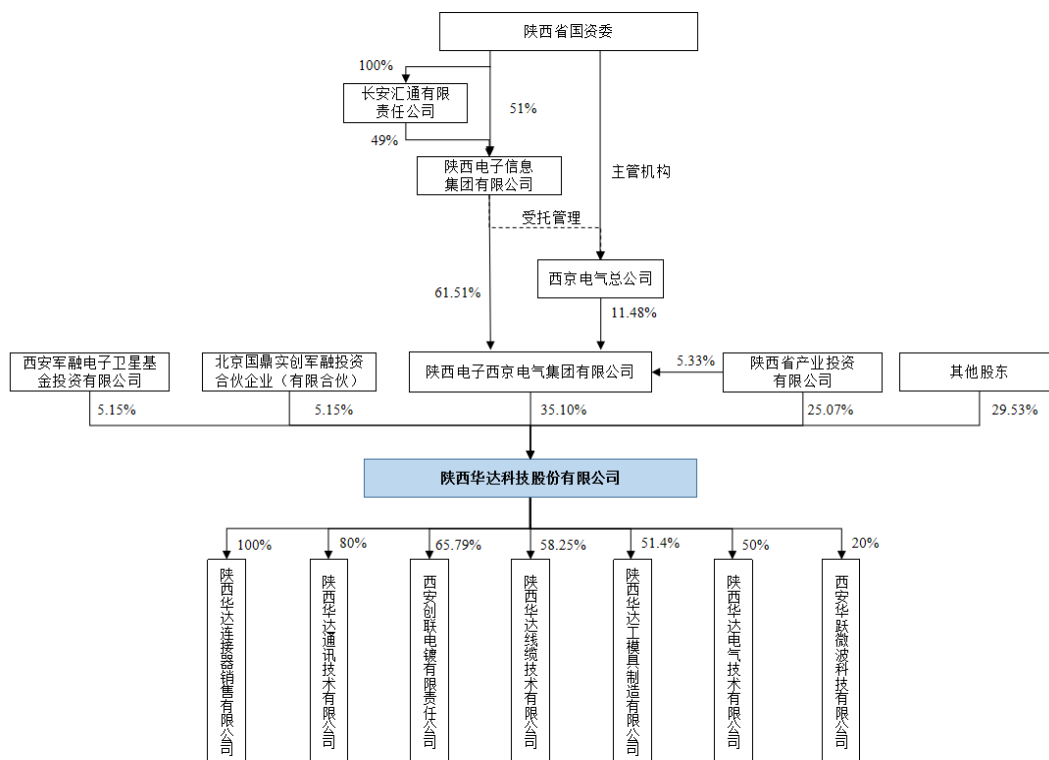 陕西省国资委
100%
长安汇通有限
责任公司
51%
49%
陕西电子信息
集团有限公司
主管机构
受托管理
西京电气总公司
61.51%
11.48%
西安军融电子卫星基
金投资有限公司
北京国鼎实创军融投资
合伙企业（有限合伙）
陕西电子西京电气集团有限公司
5.33%
陕西省产业投资
有限公司
其他股东
5.15%
5.15%
35.10%
25.07%
29.53%
陕西华达科技股份有限公司
100%
80%
65.79%
58.25%
51.4%
50%
20%
陕西华达连接器销售有限公司
陕西华达通讯技术有限公司
西安创联电镀有限责任公司
陕西华达线缆技术有限公司
陕西华达工模具制造有限公司
陕西华达电气技术有限公司
西安华跃微波科技有限公司